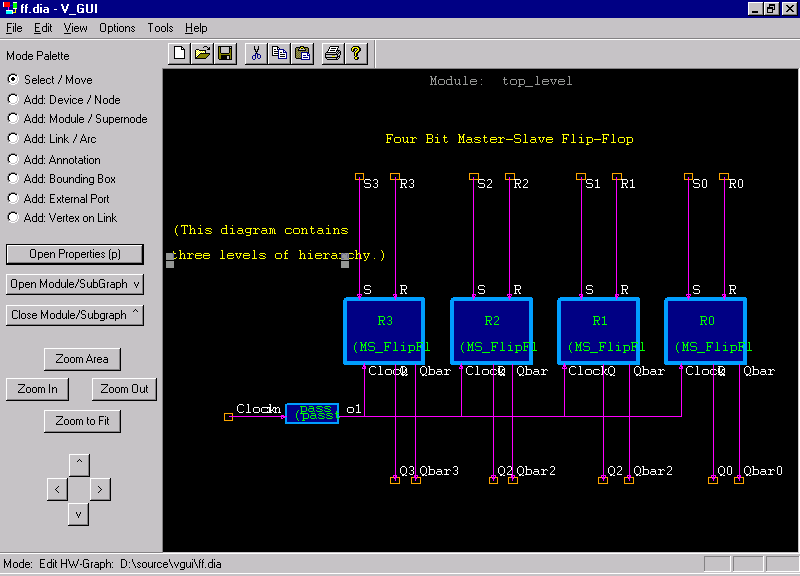 ff.dia - V_GUI
File Edit View Options Tools Help
Mode Palette
Select / Move
Add: Device / Node
Add: Module / Supernode
Add: Link / Arc
Add: Annotation
Add: Bounding Box
Add: External Port
Add: Vertex on Link
Open Properties (p)
Open Module/SubGraph v
Close Module/Subgraph ^
Zoom Area
Zoom In Zoom Out
Zoom to Fit
^
< >
v
Module: top_level
Four Bit Master-Slave Flip-Flop
S3 R3 S2 R2 S1 R1 S0 R0
(This diagram contains
three levels of hierarchy.)
S R S R S R S R
R3 R2 R1 R0
(MS_FlipFl (MS_FlipFl (MS_FlipFl (MS_FlipFl
Clock Q Qbar Clock Q Qbar Clock Q Qbar Clock Q Qbar
Clock in pass o1
(passt
Q3 Qbar3 Q2 Qbar2 Q2 Qbar2 Q0 Qbar0
Mode: Edit HW-Graph: D:\source\vgui\ff.dia